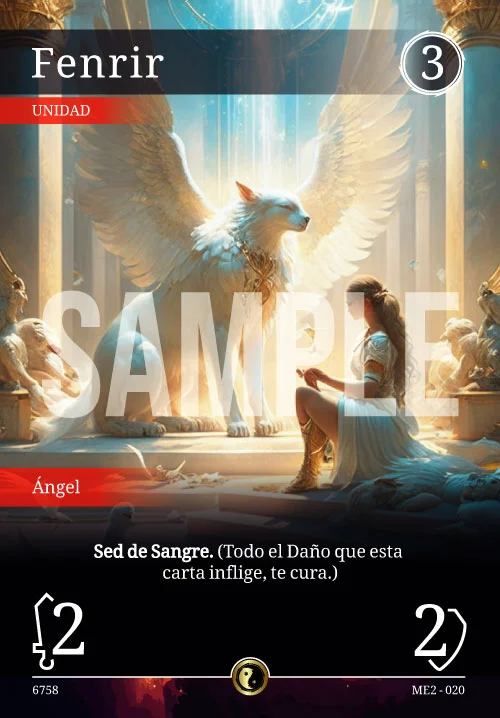 Fenrir
3
UNIDAD
SAMPLE
Ángel
Sed de Sangre. (Todo el Daño que esta
carta inflige, te cura.)
2
2
6758
ME2 - 020